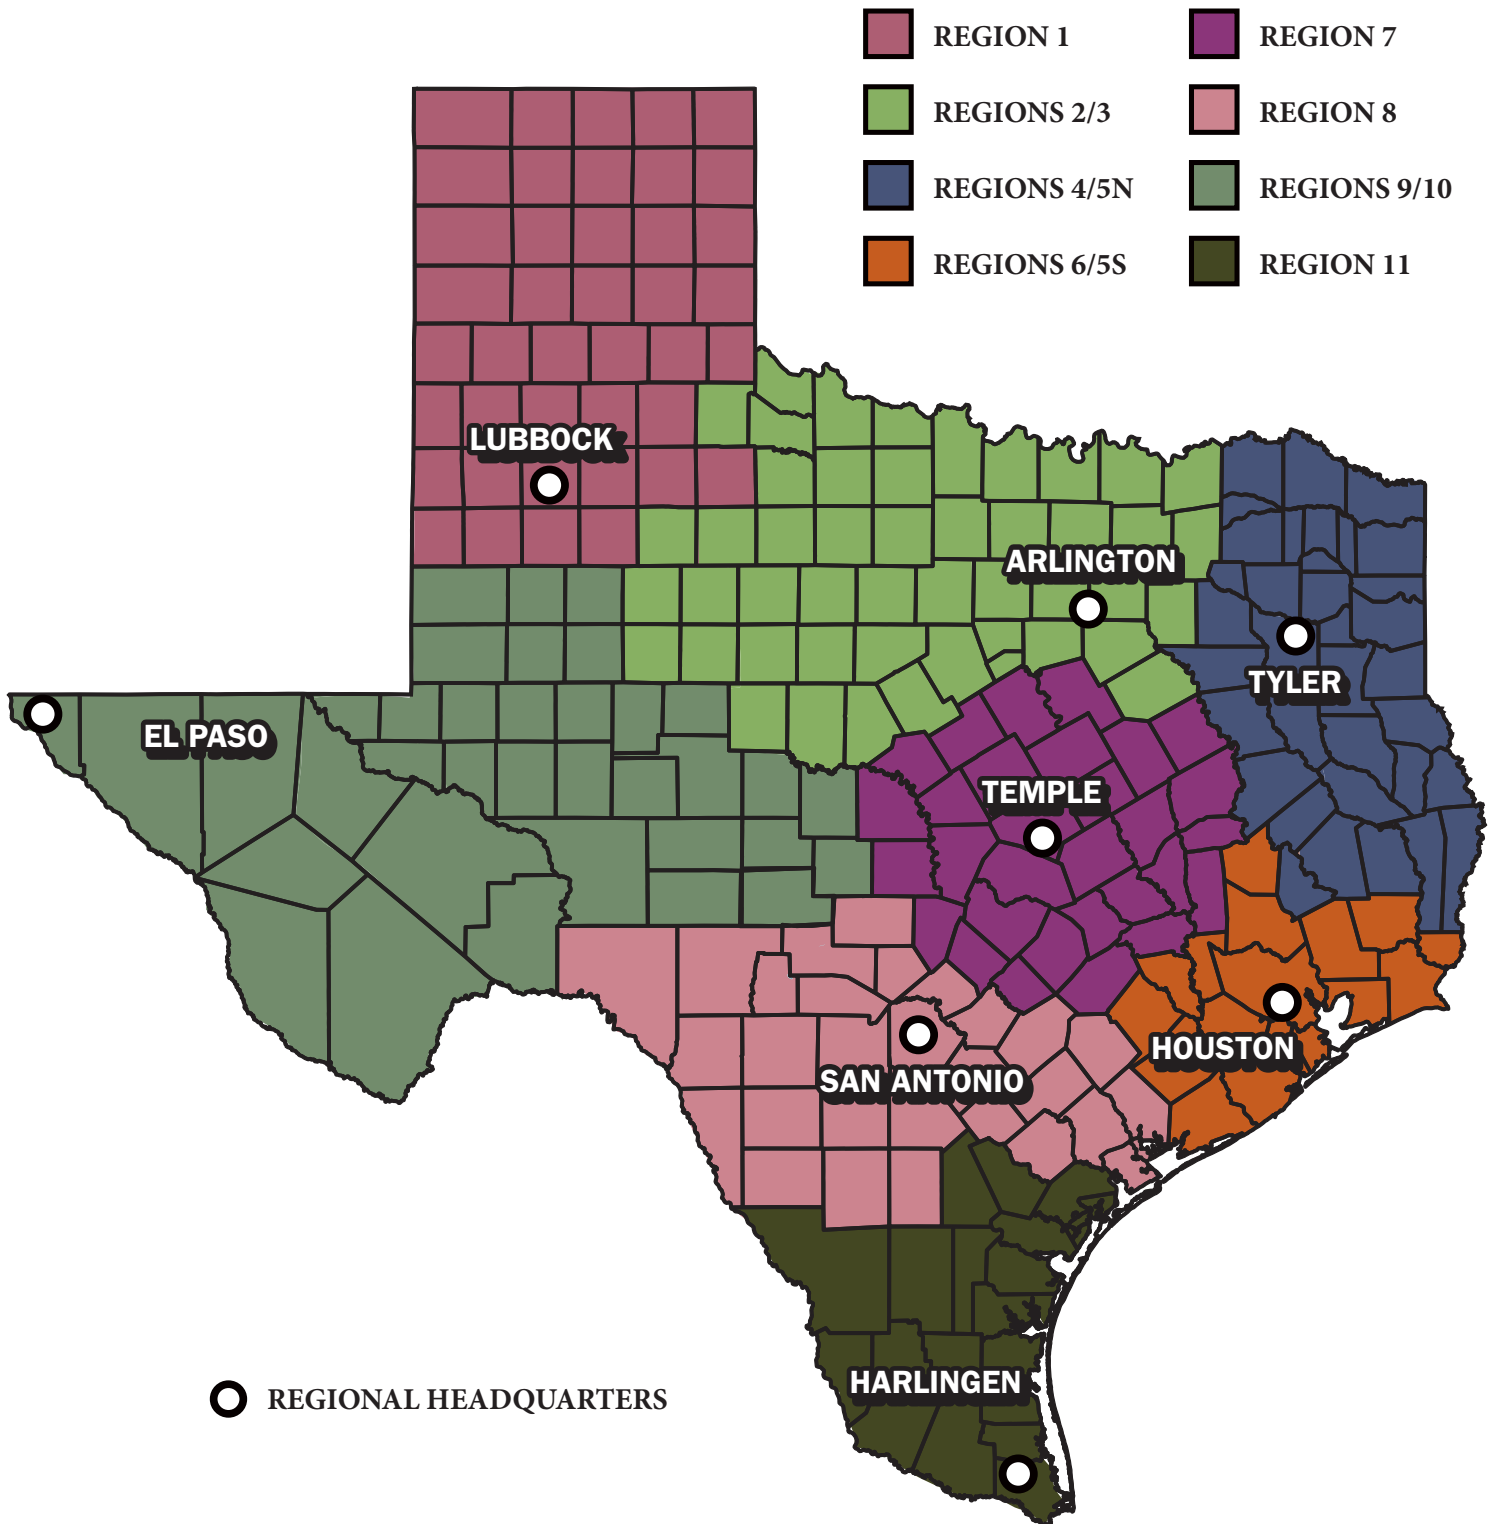 REGION 1
REGION 7
REGIONS 2/3
REGION 8
REGIONS 4/5N
REGIONS 9/10
REGIONS 6/5S
REGION 11
LUBBOCK
ARLINGTON
TYLER
EL PASO
TEMPLE
HOUSTON
SAN ANTONIO
HARLINGEN
REGIONAL HEADQUARTERS